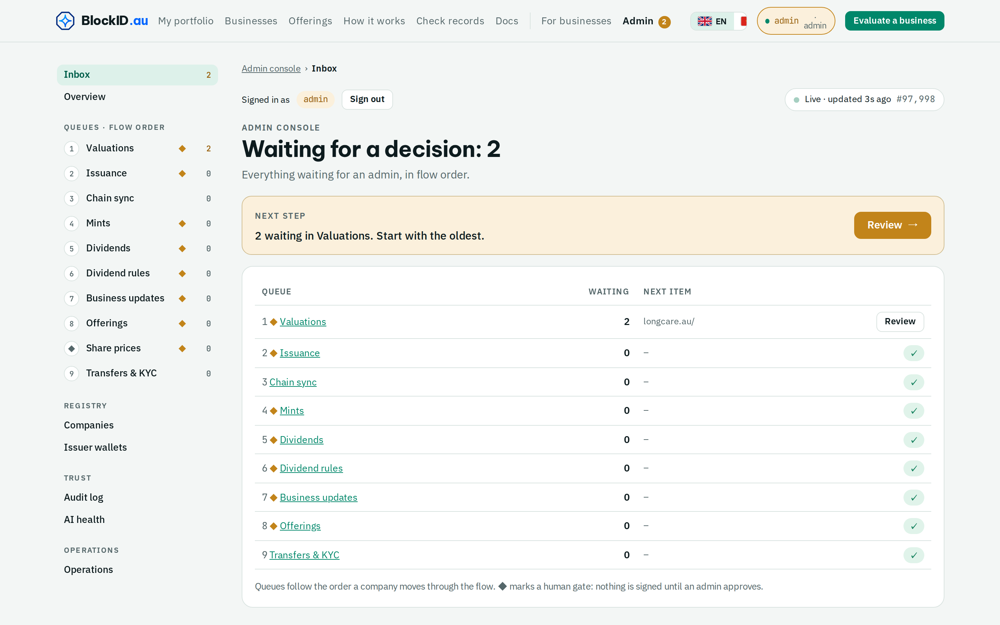 BlockID.au My portfolio Businesses Offerings How it works Check records Docs For businesses Admin 2 EN admin · admin Evaluate a business
Inbox 2
Overview
QUEUES · FLOW ORDER
1 Valuations ◆ 2
2 Issuance ◆ 0
3 Chain sync 0
4 Mints ◆ 0
5 Dividends ◆ 0
6 Dividend rules ◆ 0
7 Business updates ◆ 0
8 Offerings ◆ 0
◆ Share prices ◆ 0
9 Transfers & KYC 0
REGISTRY
Companies
Issuer wallets
TRUST
Audit log
AI health
OPERATIONS
Operations
Admin console › Inbox
Signed in as admin Sign out Live · updated 3s ago #97,998
ADMIN CONSOLE
Waiting for a decision: 2
Everything waiting for an admin, in flow order.
NEXT STEP
2 waiting in Valuations. Start with the oldest.
Review →
QUEUE WAITING NEXT ITEM
1 ◆ Valuations 2 longcare.au/ Review
2 ◆ Issuance 0 – ✓
3 Chain sync 0 – ✓
4 ◆ Mints 0 – ✓
5 ◆ Dividends 0 – ✓
6 ◆ Dividend rules 0 – ✓
7 ◆ Business updates 0 – ✓
8 ◆ Offerings 0 – ✓
9 Transfers & KYC 0 – ✓
Queues follow the order a company moves through the flow. ◆ marks a human gate: nothing is signed until an admin approves.